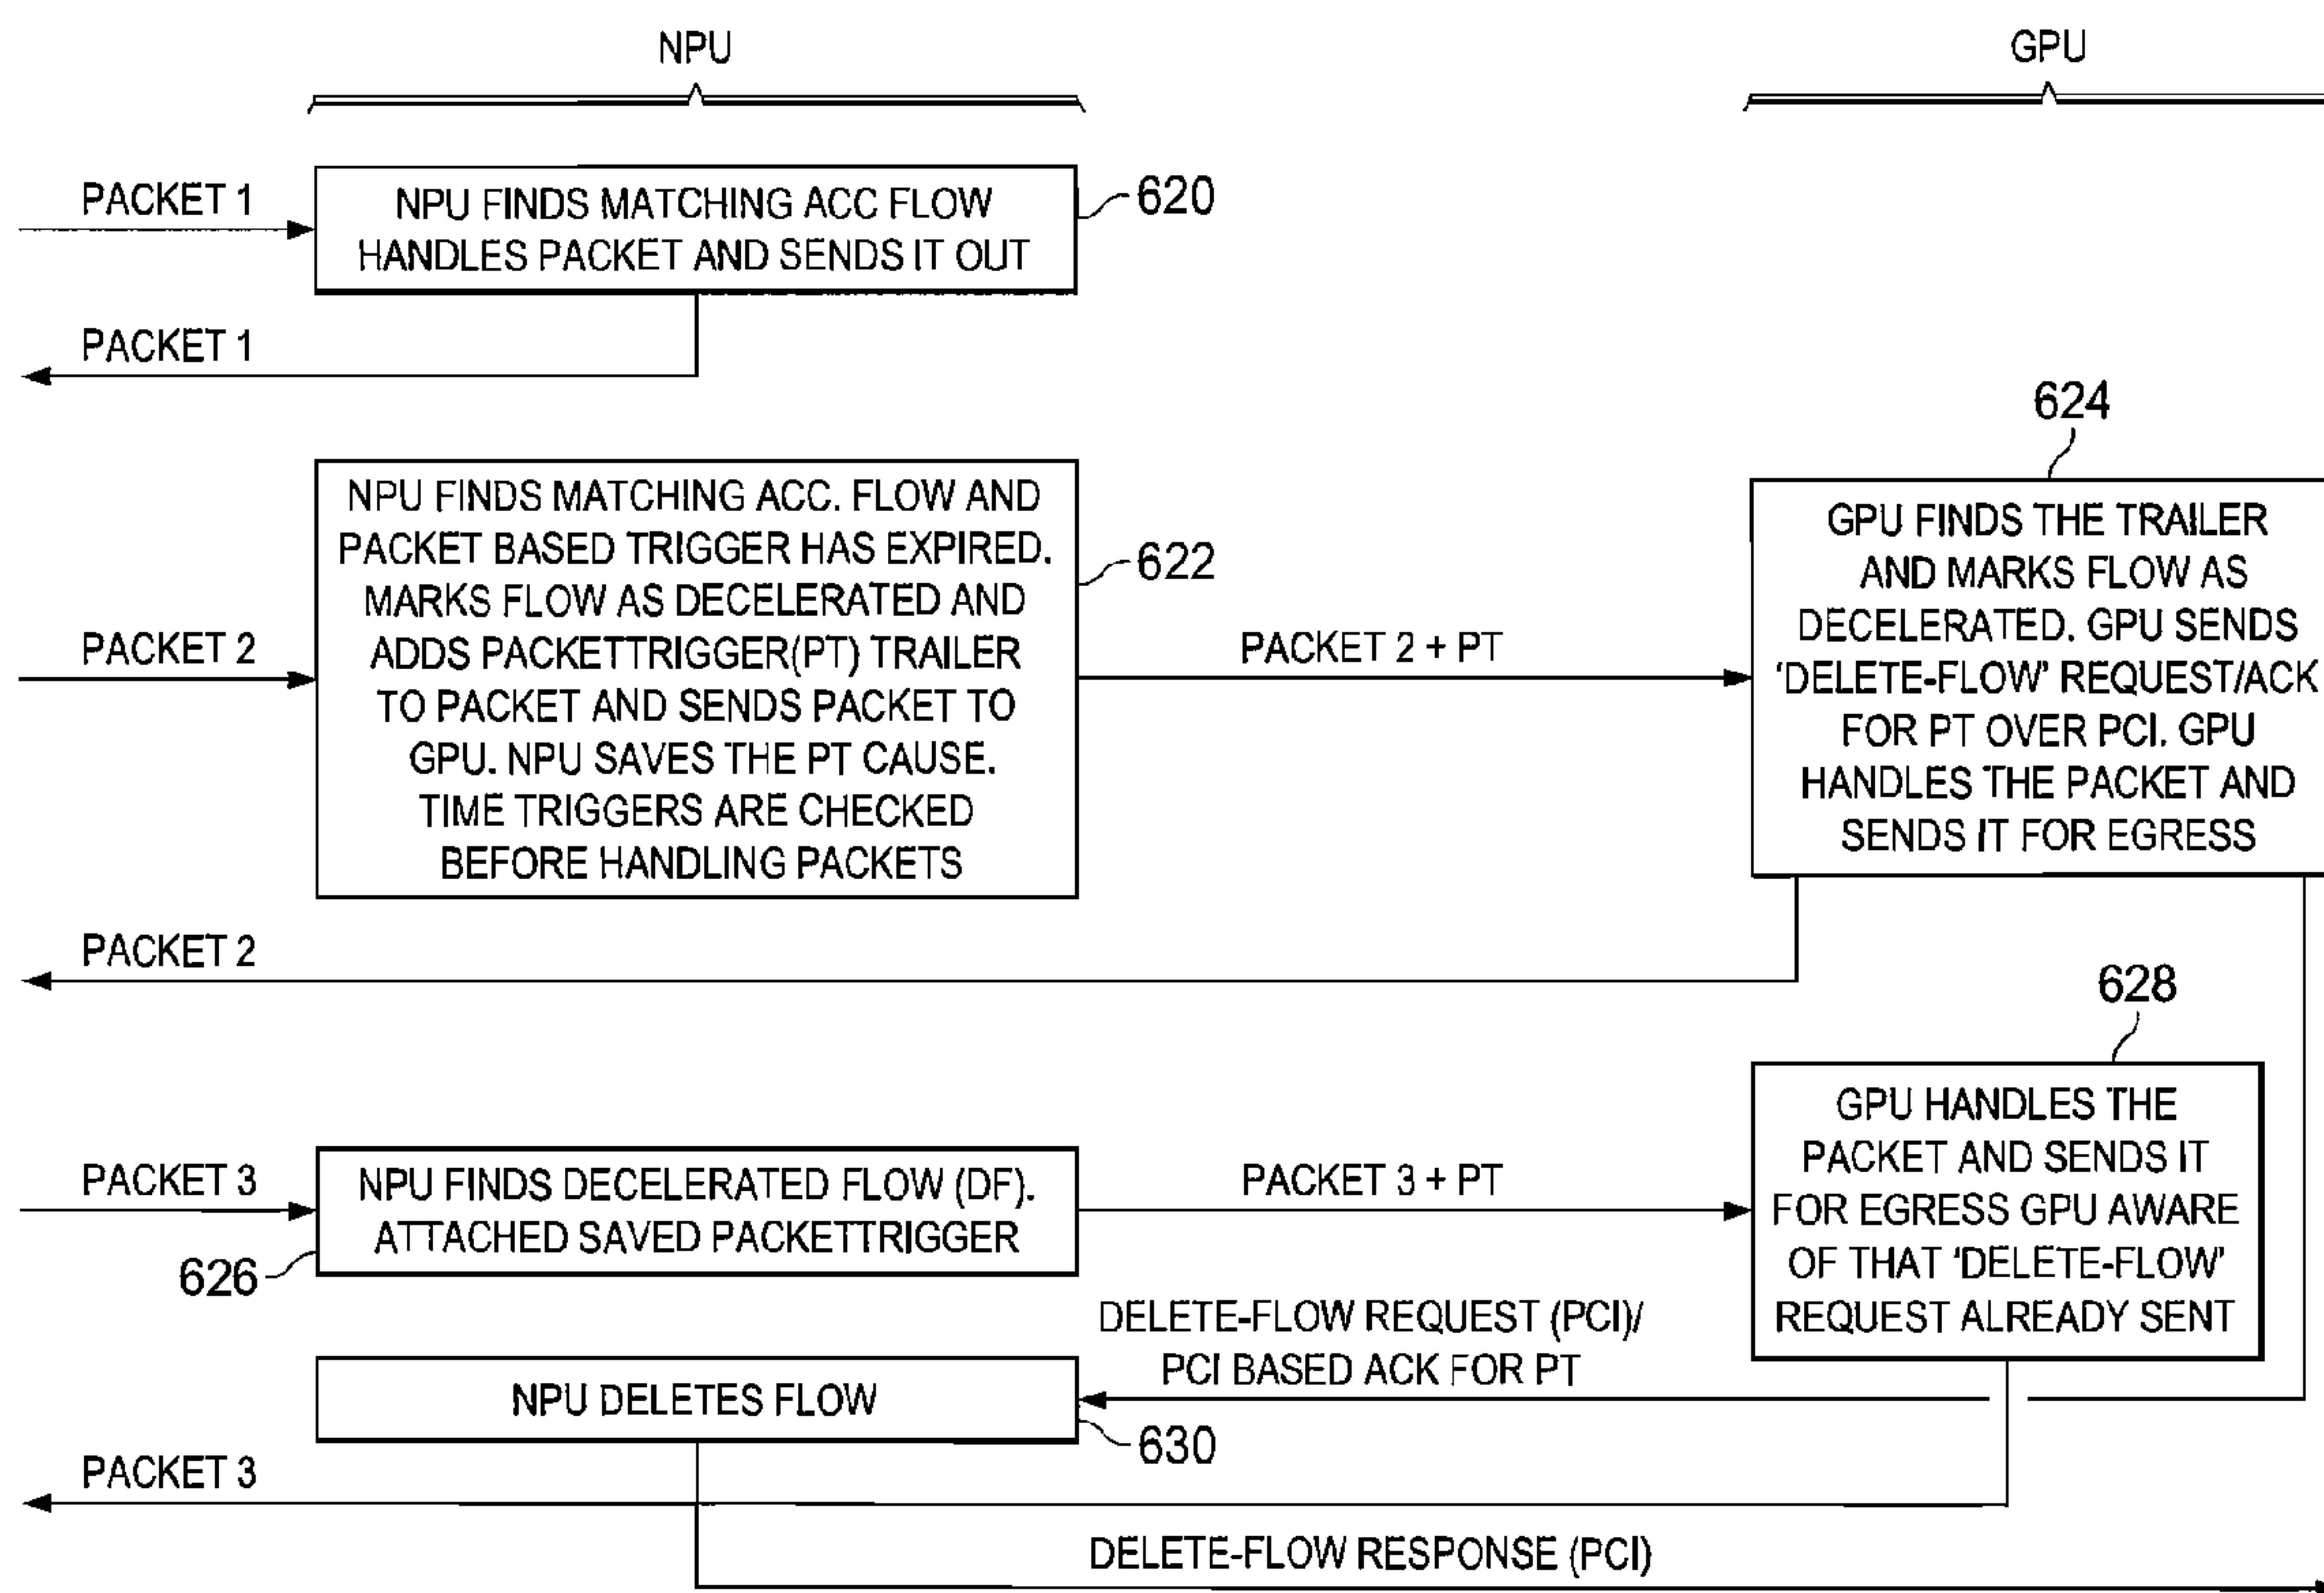 NPU
GPU
PACKET 1
NPU FINDS MATCHING ACC FLOW
HANDLES PACKET AND SENDS IT OUT
620
PACKET 1
PACKET 2
NPU FINDS MATCHING ACC. FLOW AND
PACKET BASED TRIGGER HAS EXPIRED.
MARKS FLOW AS DECELERATED AND
ADDS PACKETTRIGGER(PT) TRAILER
TO PACKET AND SENDS PACKET TO
GPU. NPU SAVES THE PT CAUSE.
TIME TRIGGERS ARE CHECKED
BEFORE HANDLING PACKETS
622
PACKET 2 + PT
624
GPU FINDS THE TRAILER
AND MARKS FLOW AS
DECELERATED. GPU SENDS
'DELETE-FLOW' REQUEST/ACK
FOR PT OVER PCI. GPU
HANDLES THE PACKET AND
SENDS IT FOR EGRESS
PACKET 2
PACKET 3
NPU FINDS DECELERATED FLOW (DF).
ATTACHED SAVED PACKETTRIGGER
626
PACKET 3 + PT
628
GPU HANDLES THE
PACKET AND SENDS IT
FOR EGRESS GPU AWARE
OF THAT 'DELETE-FLOW'
REQUEST ALREADY SENT
DELETE-FLOW REQUEST (PCI)/
PCI BASED ACK FOR PT
NPU DELETES FLOW
630
PACKET 3
DELETE-FLOW RESPONSE (PCI)